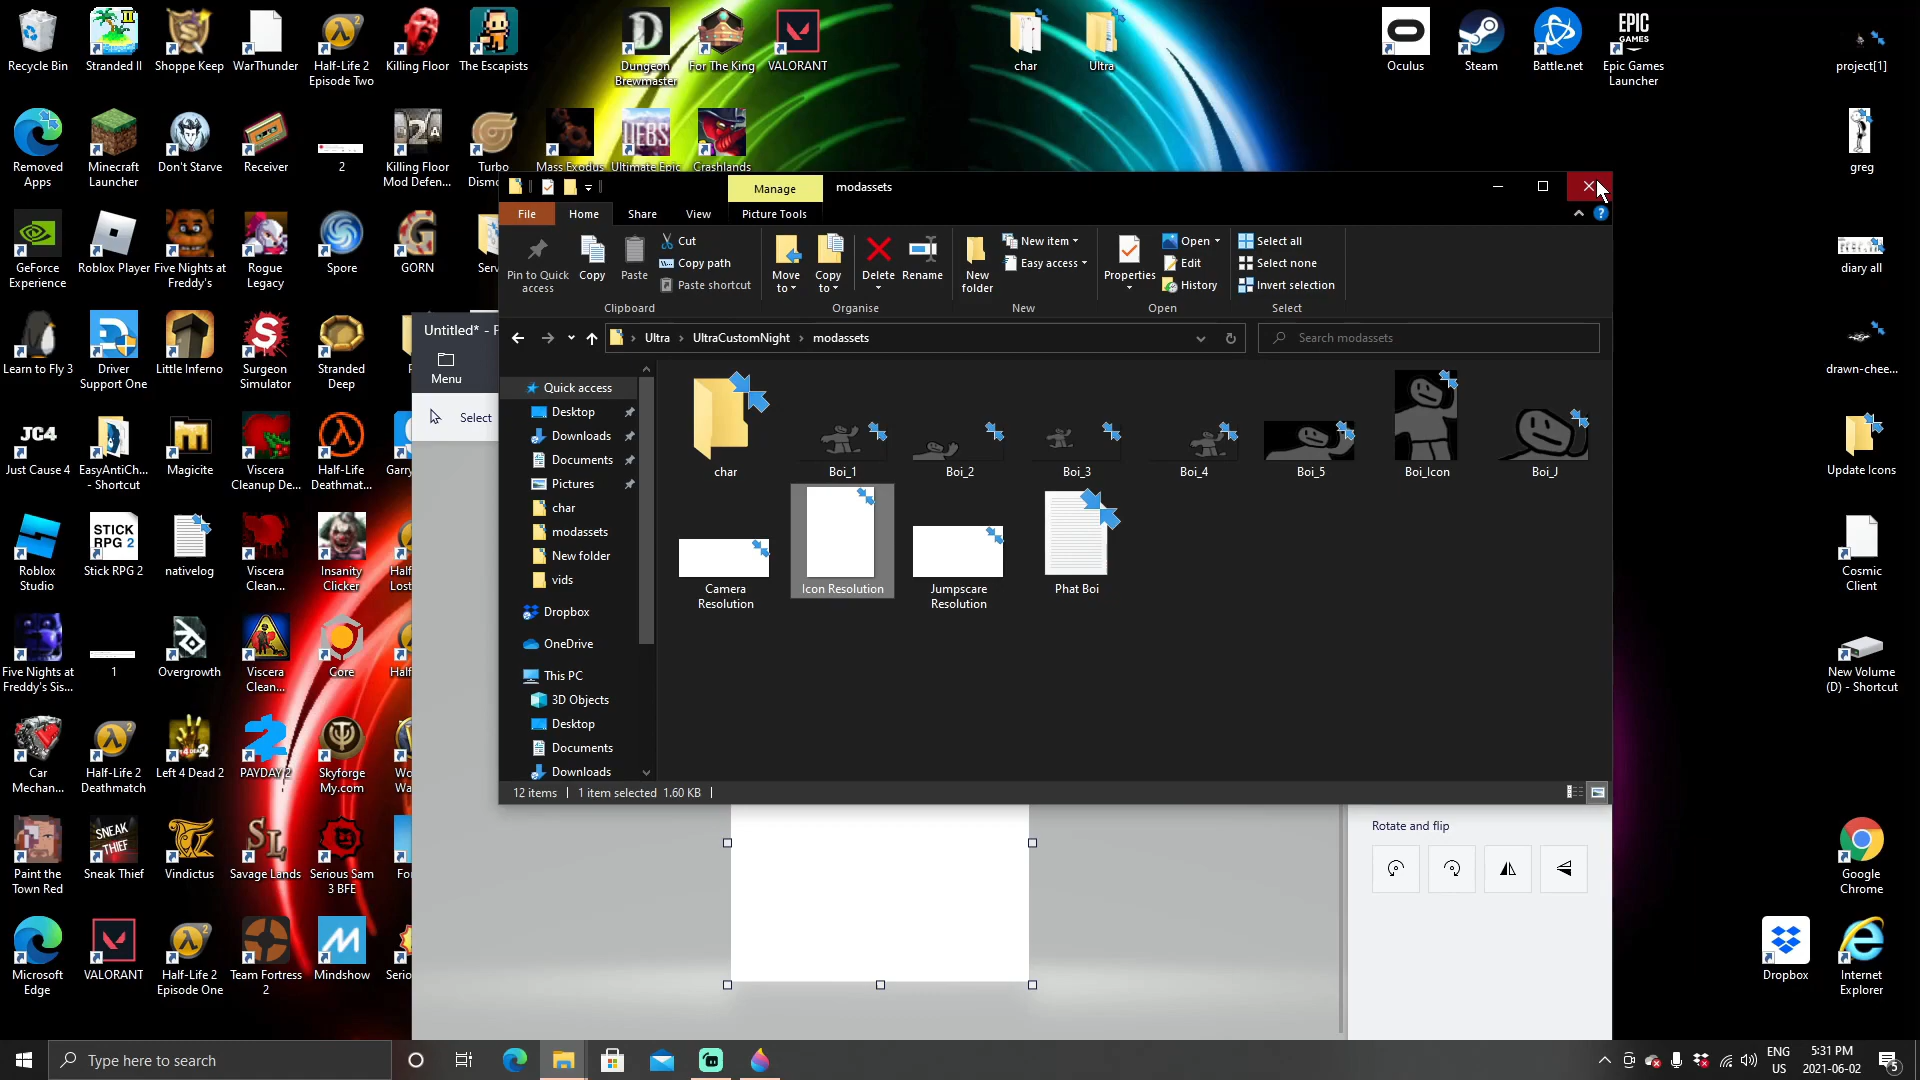 Recycle Bin
Stranded II
Shoppe Keep
WarThunder
Half-Life 2
Episode Two
Killing Floor
The Escapists
Dungeon
Brewmaster
For The King
VALORANT
char
Ultra
Oculus
Steam
Battle.net
EPIC
GAMES
Epic Games
Launcher
project[1]
Removed
Apps
Minecraft
Launcher
Don't Starve
Receiver
2
Killing Floor
Mod Defen...
Turbo
Dismo
Mass Exodus
Ultimate Epic
Crashlands
greg
GeForce
Experience
Roblox Player
Five Nights at
Freddy's
Rogue
Legacy
Spore
GORN
Serv
diary all
Learn to Fly 3
Driver
Support One
Little Inferno
Surgeon
Simulator
Stranded
Deep
drawn-chee...
JC4
Just Cause 4
EasyAntiCh...
- Shortcut
Magicite
Viscera
Cleanup De...
Half-Life
Deathmat...
Garry
Update Icons
Roblox
Studio
STICK
RPG 2
Stick RPG 2
nativelog
Viscera
Clean...
Insanity
Clicker
Half
Lost
Cosmic
Client
Five Nights at
Freddy's Sis...
1
Overgrowth
Viscera
Clean...
Core
Half
New Volume
(D) - Shortcut
Car
Mechan...
Half-Life 2
Deathmatch
Left 4 Dead 2
PAYDAY 2
Skyforge
My.com
Wo
Wa
Paint the
Town Red
SNEAK
THIEF
Sneak Thief
Vindictus
SL
Savage Lands
Serious Sam
3 BFE
For
Google
Chrome
Microsoft
Edge
VALORANT
Half-Life 2
Episode One
Team Fortress
2
Mindshow
Serio
Dropbox
Internet
Explorer
Untitled* - P
Menu
Select
Manage
modassets
File
Home
Share
View
Picture Tools
Pin to Quick
access
Copy
Paste
Cut
Copy path
Paste shortcut
Clipboard
Move
to
Copy
to
Delete
Rename
Organise
New
folder
New item
Easy access
New
Properties
Open
Edit
History
Open
Select all
Select none
Invert selection
Select
Ultra
UltraCustomNight
modassets
Search modassets
Quick access
Desktop
Downloads
Documents
Pictures
char
modassets
New folder
vids
Dropbox
OneDrive
This PC
3D Objects
Desktop
Documents
Downloads
char
Boi_1
Boi_2
Boi_3
Boi_4
Boi_5
Boi_Icon
Boi_J
Camera
Resolution
Icon Resolution
Jumpscare
Resolution
Phat Boi
12 items
1 item selected 1.60 KB
Rotate and flip
Type here to search
ENG
US
5:31 PM
2021-06-02
5